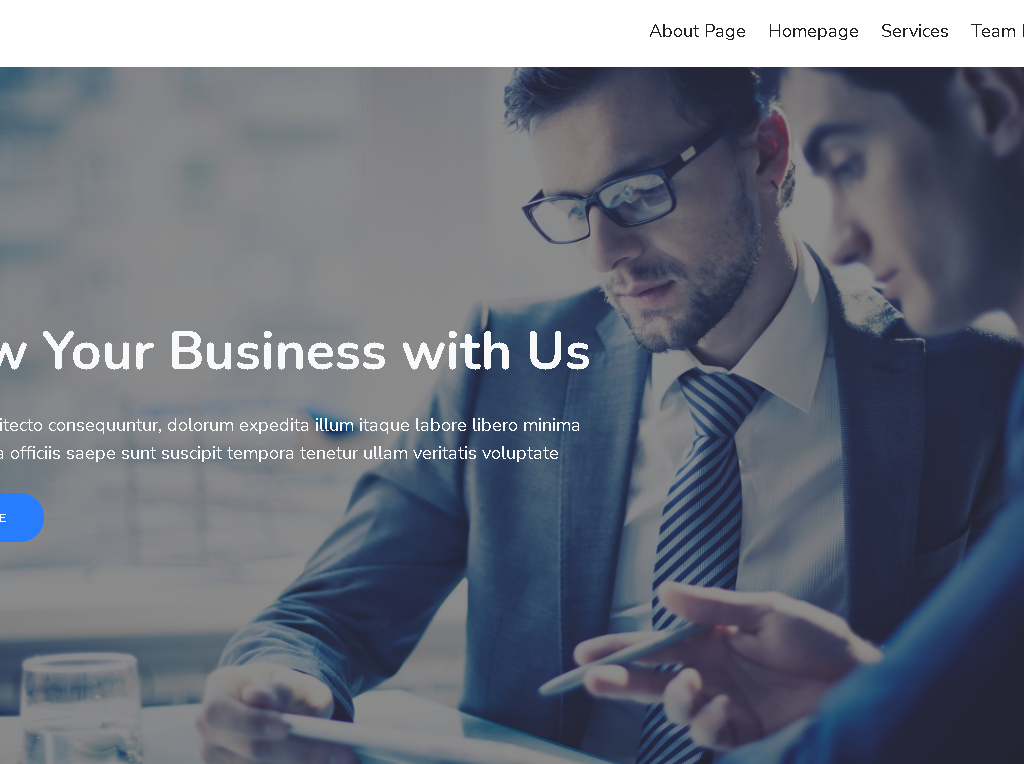 About Page Homepage Services Team
w Your Business with Us
itecto consequuntur, dolorum expedita illum itaque labore libero minima
a officiis saepe sunt suscipit tempora tenetur ullam veritatis voluptate
E